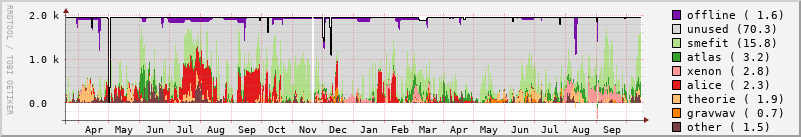 2.0 k
1.0 k
0.0
Apr May Jun Jul Aug Sep Oct Nov Dec Jan Feb Mar Apr May Jun Jul Aug Sep
offline ( 1.6)
unused (70.3)
smefit (15.8)
atlas ( 3.2)
xenon ( 2.8)
alice ( 2.3)
theorie ( 1.9)
gravwav ( 0.7)
other ( 1.5)
RRDTOOL / TOBI OETIKER